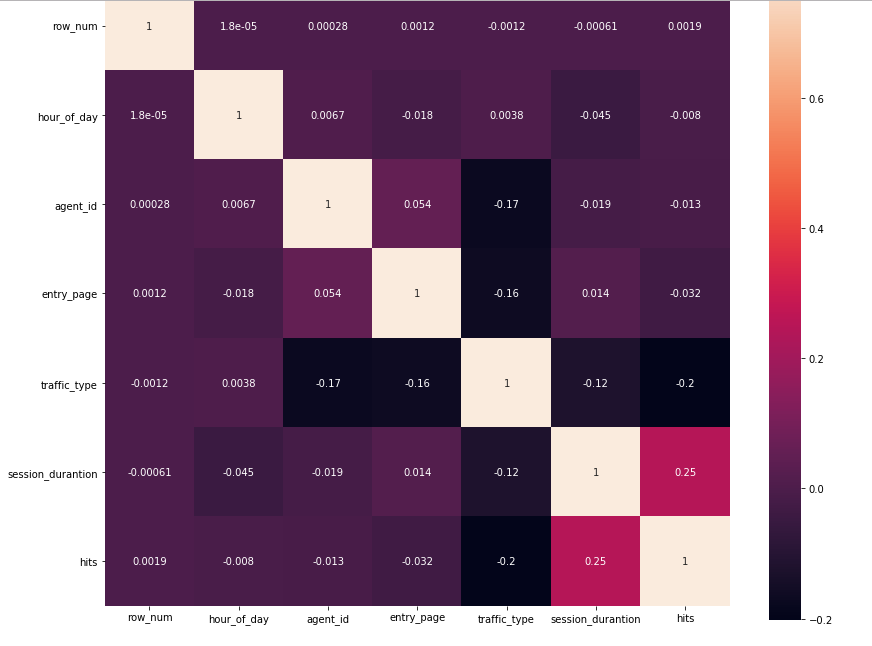 row_num 1 1.8e-05 0.00028 0.0012 -0.0012 -0.00061 0.0019
0.6
hour_of_day 1.8e-05 1 0.0067 -0.018 0.0038 -0.045 -0.008
agent_id 0.00028 0.0067 1 0.054 -0.17 -0.019 -0.013
0.4
entry_page 0.0012 -0.018 0.054 1 -0.16 0.014 -0.032
0.2
traffic_type -0.0012 0.0038 -0.17 -0.16 1 -0.12 -0.2
session_durantion -0.00061 -0.045 -0.019 0.014 -0.12 1 0.25
0.0
hits 0.0019 -0.008 -0.013 -0.032 -0.2 0.25 1
row_num hour_of_day agent_id entry_page traffic_type session_durantion hits
−0.2